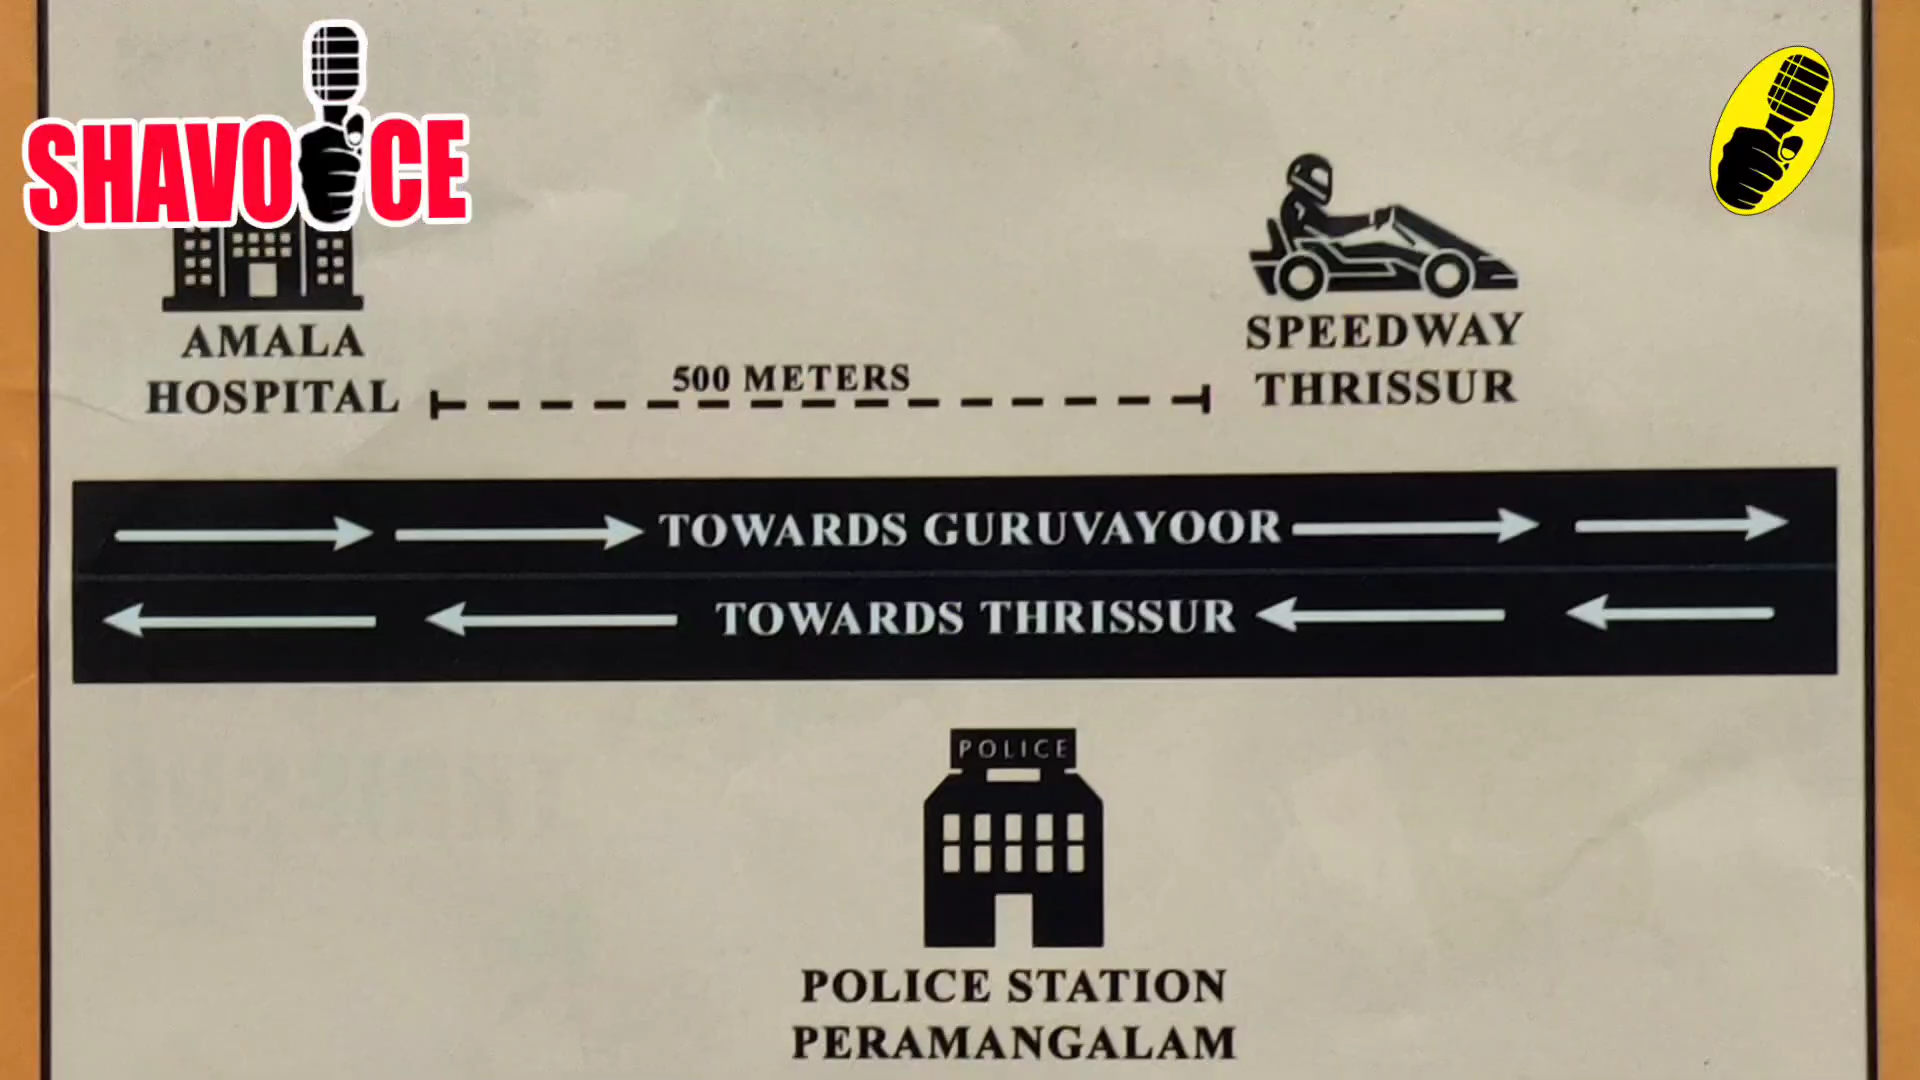 SHAVOICE
AMALA
HOSPITAL
500 METERS
SPEEDWAY
THRISSUR
TOWARDS GURUVAYOOR
TOWARDS THRISSUR
POLICE
POLICE STATION
PERAMANGALAM